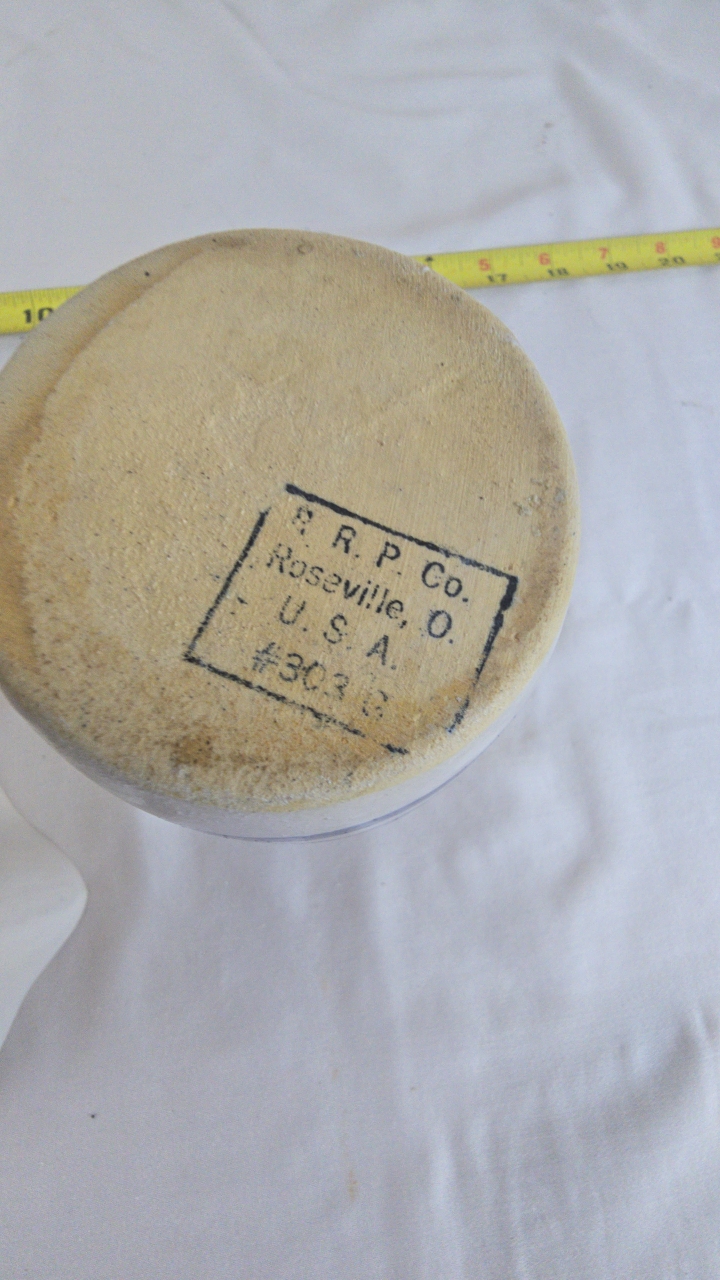 R. R. P. Co.
Roseville, O.
U. S. A.
#303
10
5 6 7 8 9
17 18 19 20